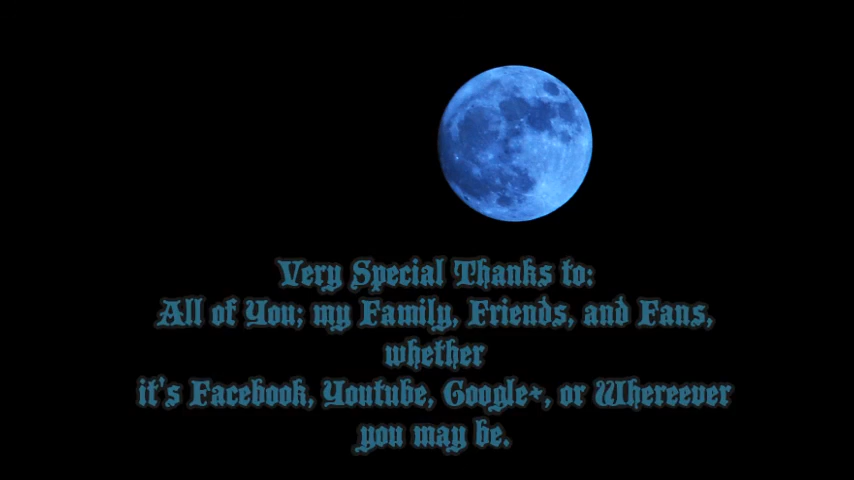 Very Special Thanks to:
All of You; my Family, Friends, and Fans,
whether
it's Facebook, Youtube, Google+, or Whereever
you may be.